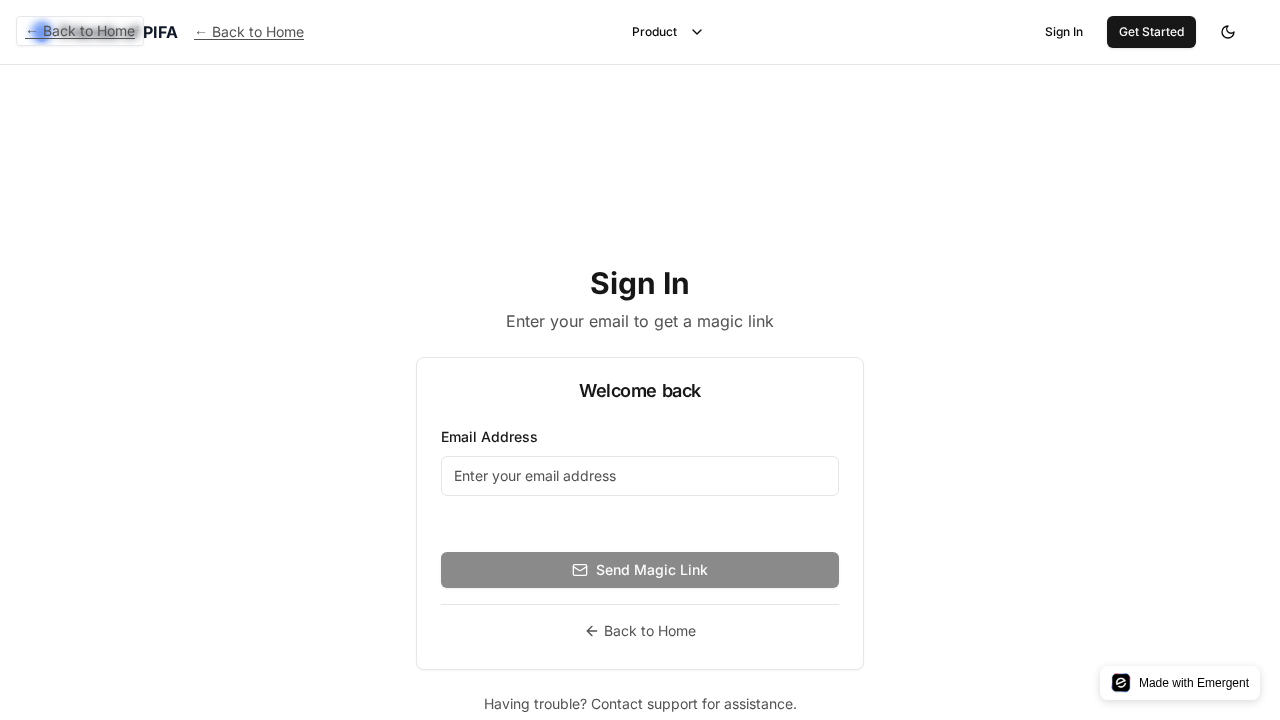 ← Back to Home
PIFA
← Back to Home
Product
Sign In
Get Started
Sign In
Enter your email to get a magic link
Welcome back
Email Address
Enter your email address
Send Magic Link
← Back to Home
Having trouble? Contact support for assistance.
Made with Emergent